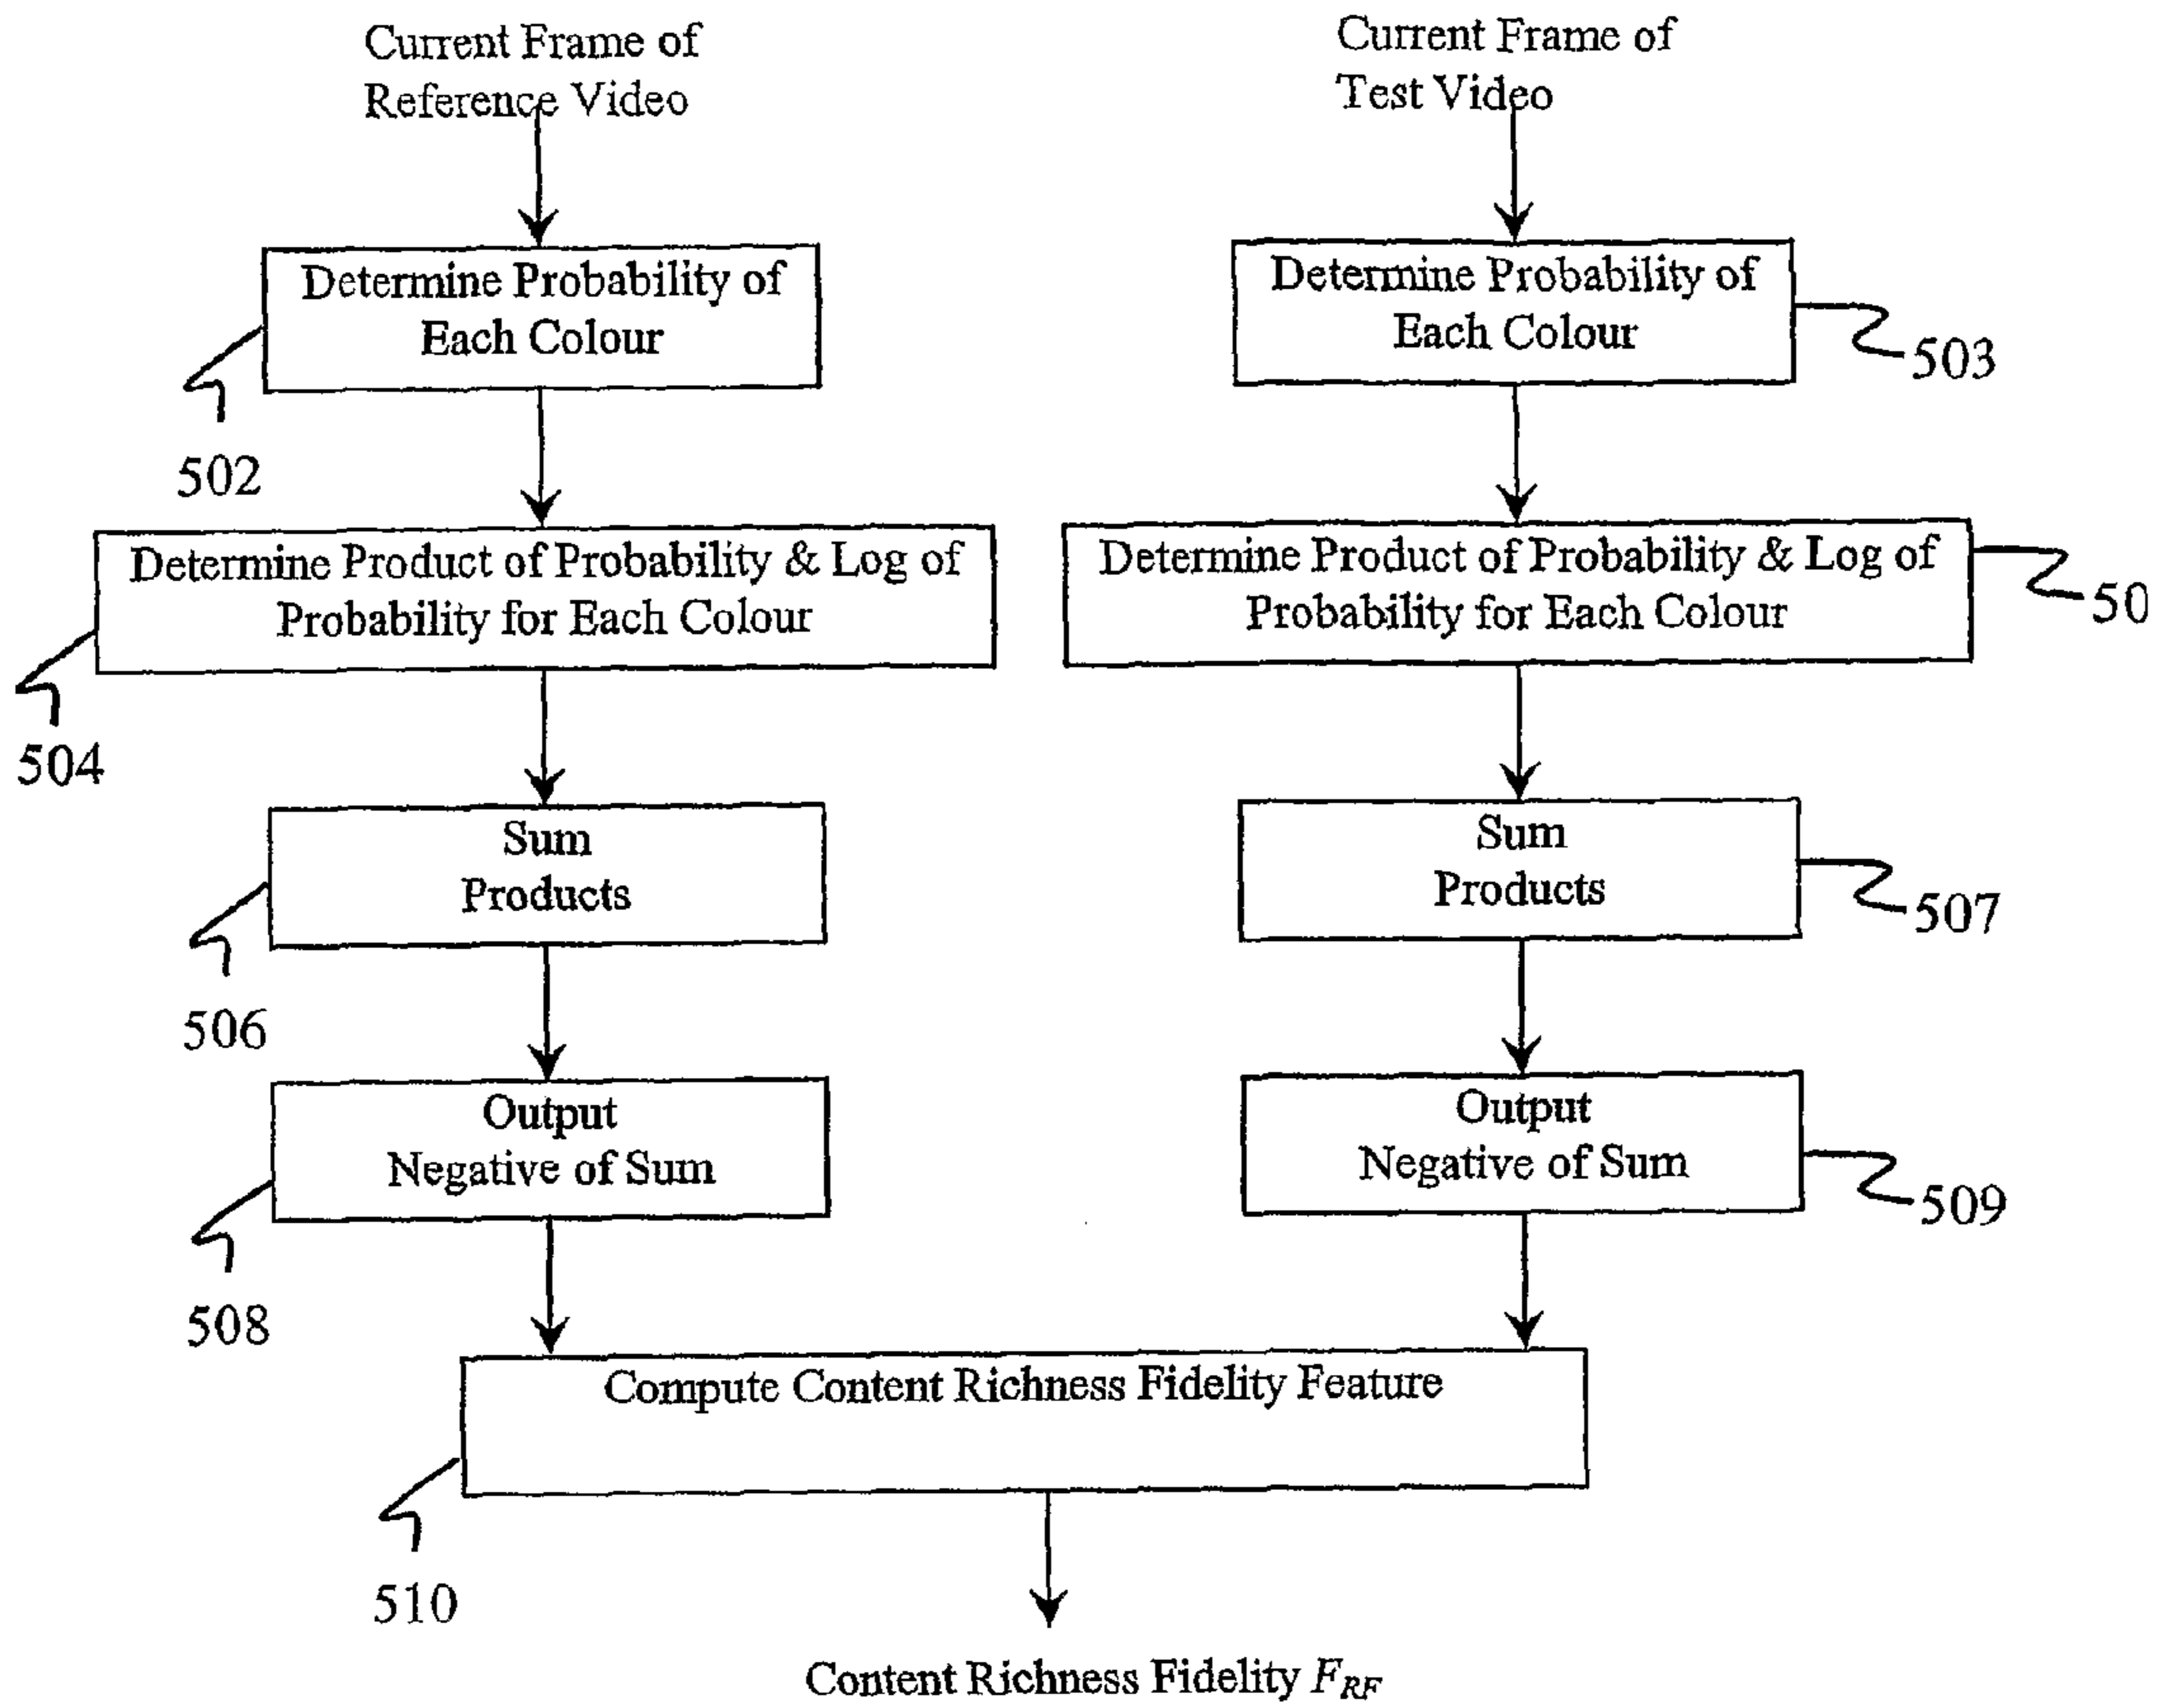 Current Frame of
Reference Video
Current Frame of
Test Video
Determine Probability of
Each Colour
502
Determine Probability of
Each Colour
503
Determine Product of Probability & Log of
Probability for Each Colour
504
Determine Product of Probability & Log of
Probability for Each Colour
50
Sum
Products
506
Sum
Products
507
Output
Negative of Sum
508
Output
Negative of Sum
509
Compute Content Richness Fidelity Feature
510
Content Richness Fidelity F_RF